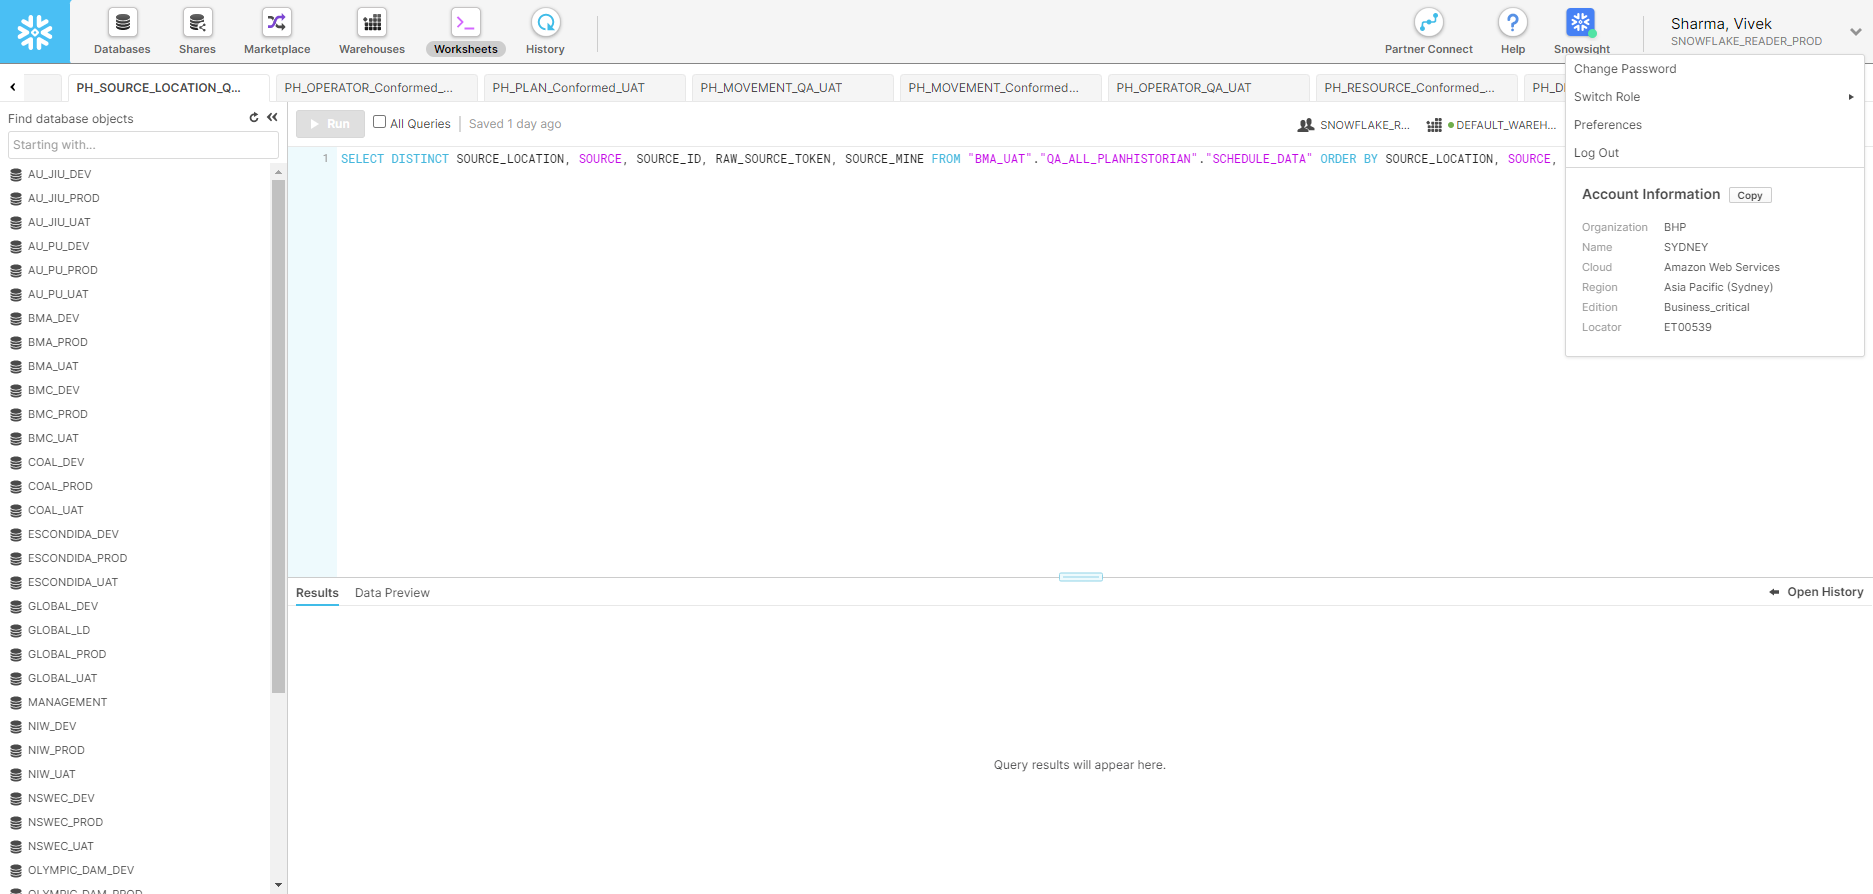 Databases
Shares
Marketplace
Warehouses
Worksheets
History
Partner Connect
Help
Snowsight
Sharma, Vivek
SNOWFLAKE_READER_PROD
PH_SOURCE_LOCATION_Q...
PH_OPERATOR_Conformed_...
PH_PLAN_Conformed_UAT
PH_MOVEMENT_QA_UAT
PH_MOVEMENT_Conformed...
PH_OPERATOR_QA_UAT
PH_RESOURCE_Conformed_...
Change Password
Switch Role
Preferences
Log Out
Account Information
Copy
Organization BHP
Name SYDNEY
Cloud Amazon Web Services
Region Asia Pacific (Sydney)
Edition Business_critical
Locator ET00539
Find database objects
Starting with...
AU_JIU_DEV
AU_JIU_PROD
AU_JIU_UAT
AU_PU_DEV
AU_PU_PROD
AU_PU_UAT
BMA_DEV
BMA_PROD
BMA_UAT
BMC_DEV
BMC_PROD
BMC_UAT
COAL_DEV
COAL_PROD
COAL_UAT
ESCONDIDA_DEV
ESCONDIDA_PROD
ESCONDIDA_UAT
GLOBAL_DEV
GLOBAL_LD
GLOBAL_PROD
GLOBAL_UAT
MANAGEMENT
NIW_DEV
NIW_PROD
NIW_UAT
NSWEC_DEV
NSWEC_PROD
NSWEC_UAT
OLYMPIC_DAM_DEV
OLYMPIC_DAM_PROD
Run
All Queries
Saved 1 day ago
SNOWFLAKE_R...
DEFAULT_WAREH...
1 SELECT DISTINCT SOURCE_LOCATION, SOURCE, SOURCE_ID, RAW_SOURCE_TOKEN, SOURCE_MINE FROM "BMA_UAT"."QA_ALL_PLANHISTORIAN"."SCHEDULE_DATA" ORDER BY SOURCE_LOCATION, SOURCE,
Results
Data Preview
Open History
Query results will appear here.